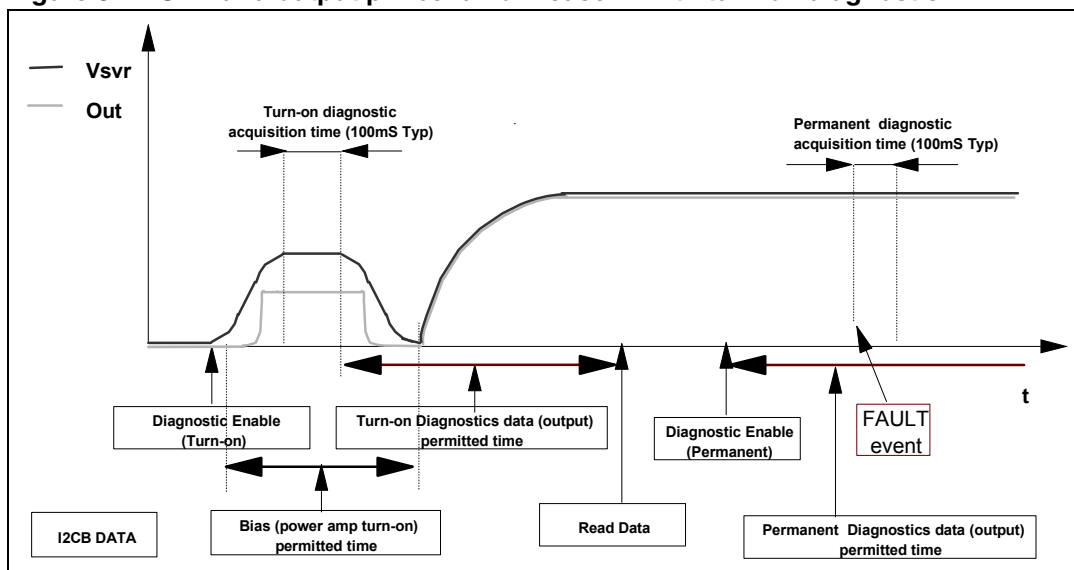 Vsvr
Out
Turn-on diagnostic
acquisition time (100mS Typ)
Permanent diagnostic
acquisition time (100mS Typ)
Diagnostic Enable
(Turn-on)
Turn-on Diagnostics data (output)
permitted time
Diagnostic Enable
(Permanent)
FAULT
event
t
I2CB DATA
Bias (power amp turn-on)
permitted time
Read Data
Permanent Diagnostics data (output)
permitted time